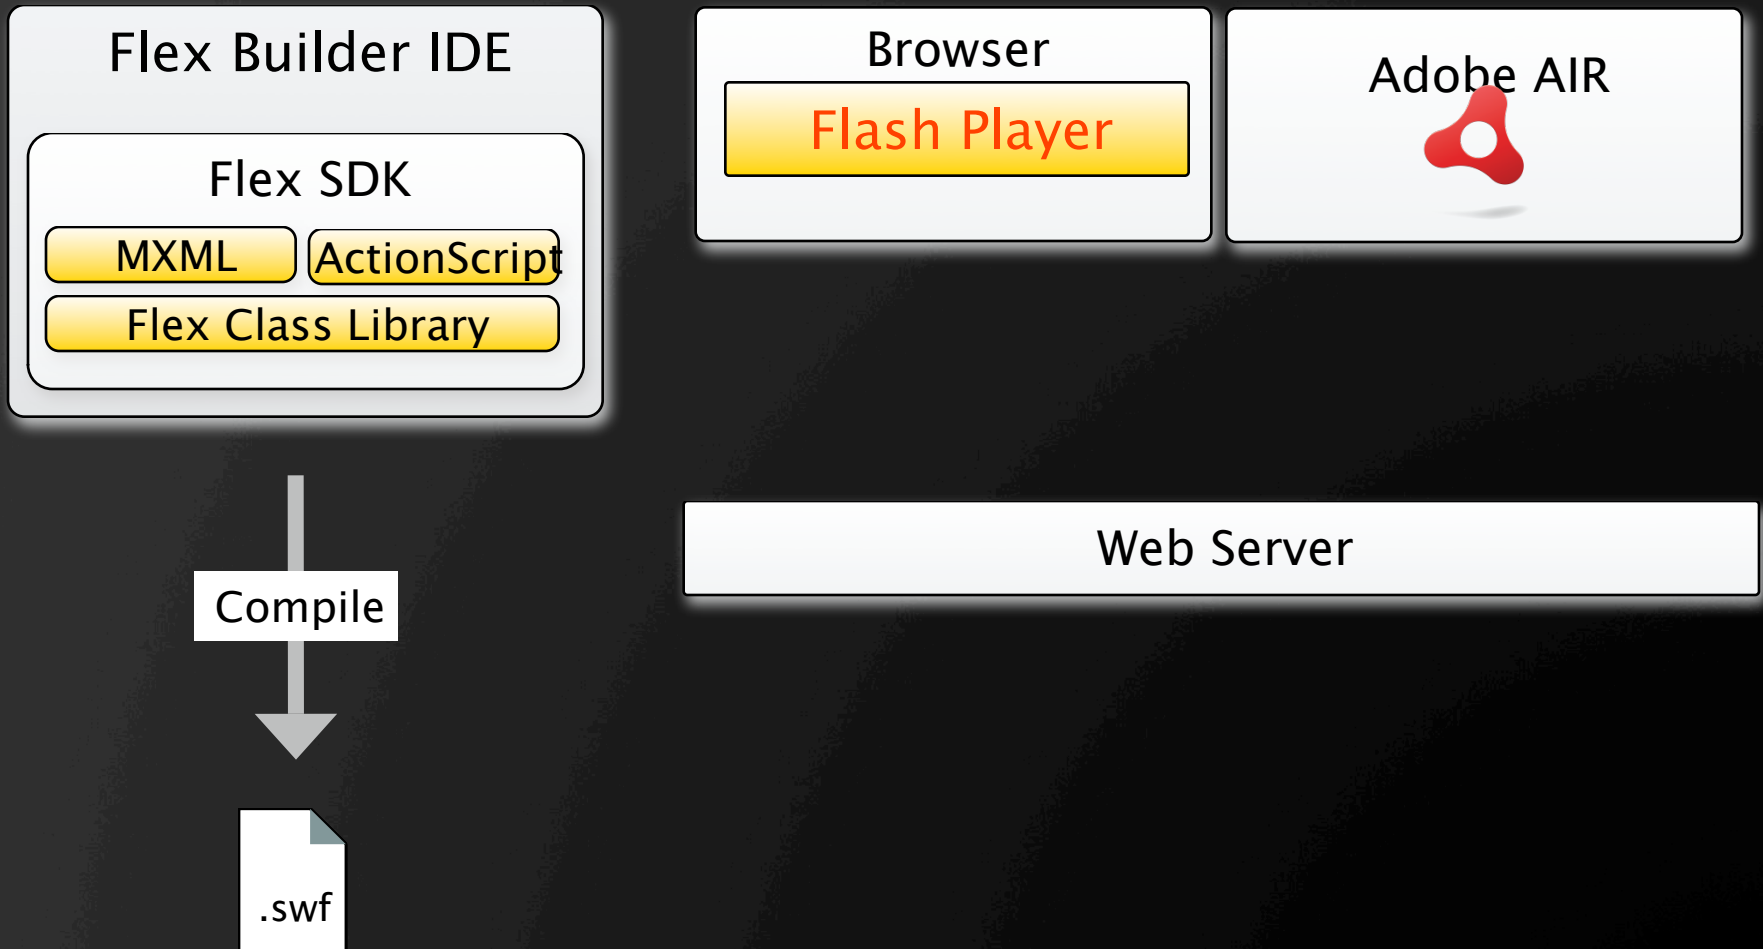 Flex Builder IDE
Flex SDK
MXML
ActionScript
Flex Class Library
Compile
.swf
Browser
Flash Player
Adobe AIR
Web Server